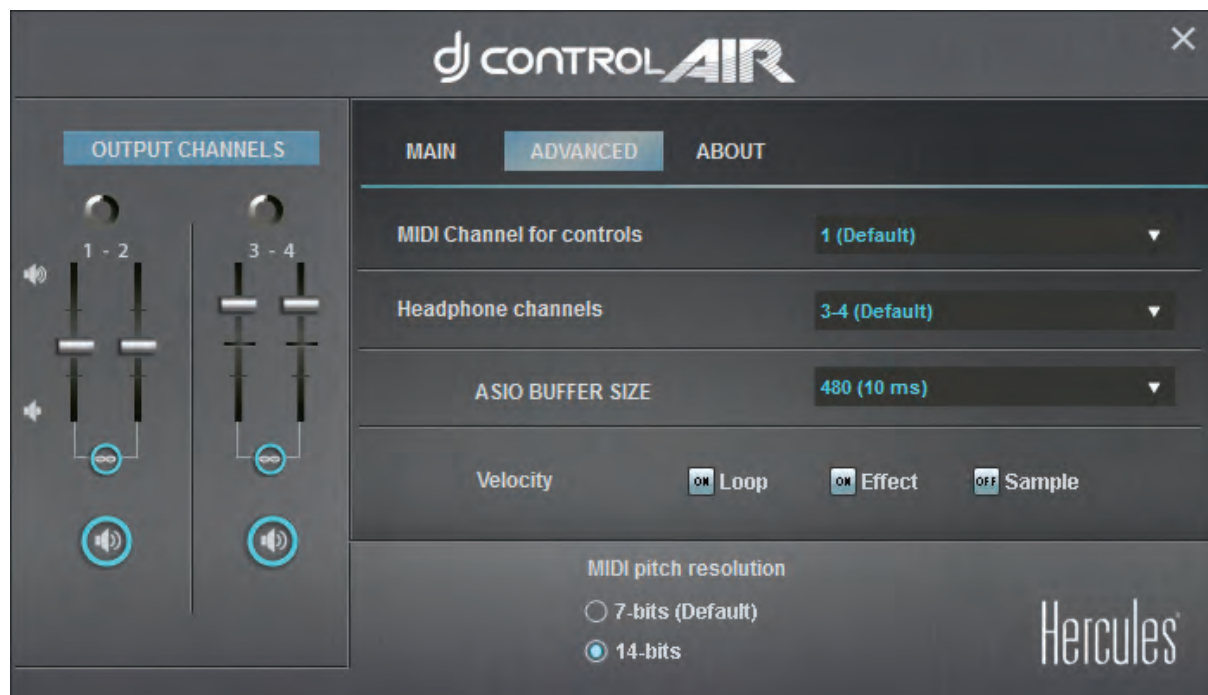 dj CONTROL AIR
OUTPUT CHANNELS
1 - 2
3 - 4
MAIN ADVANCED ABOUT
MIDI Channel for controls 1 (Default)
Headphone channels 3-4 (Default)
ASIO BUFFER SIZE 480 (10 ms)
Velocity ON Loop ON Effect OFF Sample
MIDI pitch resolution
7-bits (Default)
14-bits
Hercules